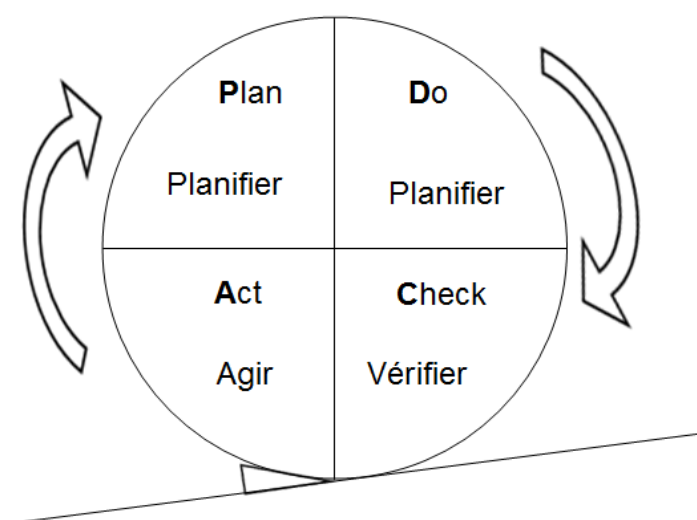 Plan
Do
Planifier
Planifier
Act
Check
Agir
Vérifier